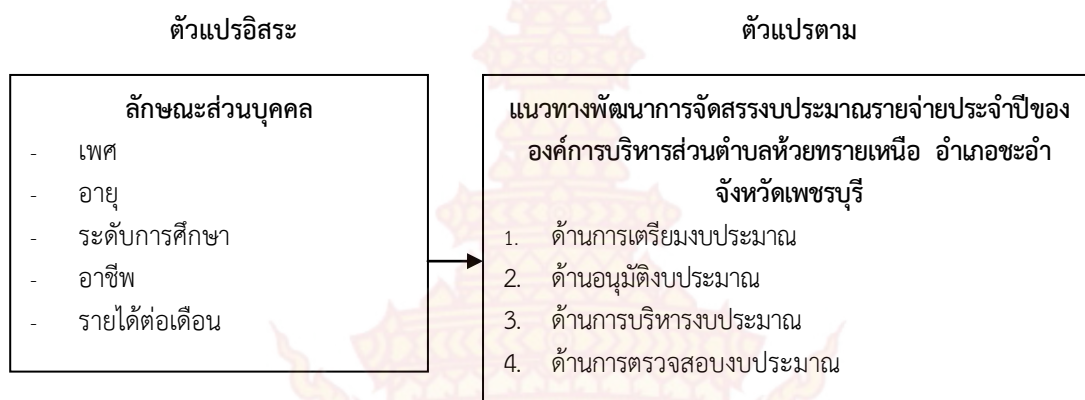 ตัวแปรอิสระ
ตัวแปรตาม
ลักษณะส่วนบุคคล
- เพศ
- อายุ
- ระดับการศึกษา
- อาชีพ
- รายได้ต่อเดือน
แนวทางพัฒนาการจัดสรรงบประมาณรายจ่ายประจำปีของ
องค์การบริหารส่วนตำบลห้วยทรายเหนือ อำเภอชะอำ
จังหวัดเพชรบุรี
1. ด้านการเตรียมงบประมาณ
2. ด้านอนุมัติงบประมาณ
3. ด้านการบริหารงบประมาณ
4. ด้านการตรวจสอบงบประมาณ